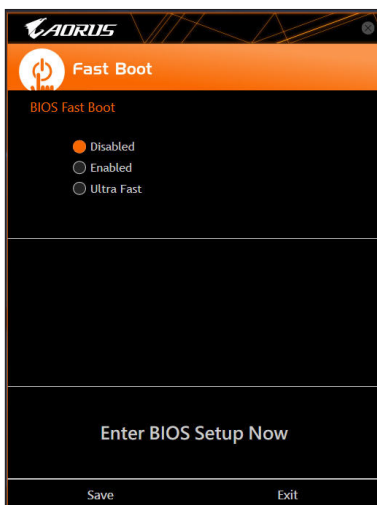 AORUS
Fast Boot
BIOS Fast Boot
Disabled
Enabled
Ultra Fast
Enter BIOS Setup Now
Save Exit